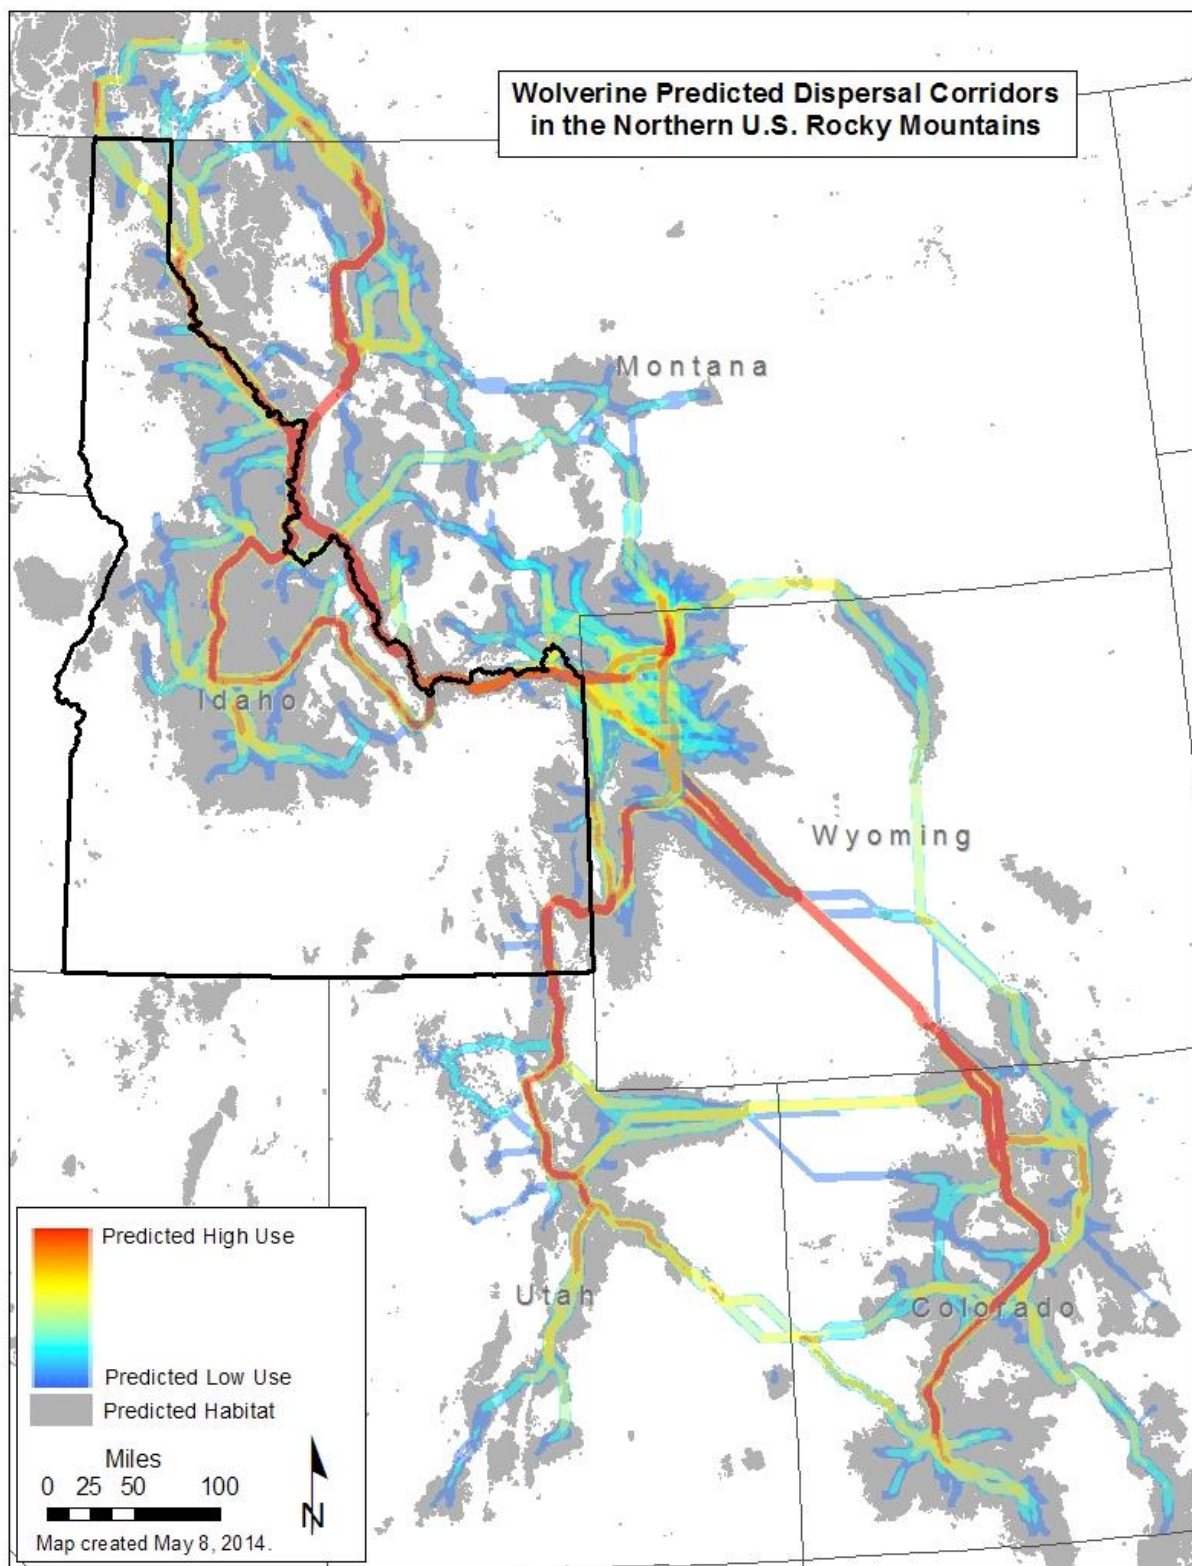 Wolverine Predicted Dispersal Corridors
in the Northern U.S. Rocky Mountains
Montana
Idaho
Wyoming
Utah
Colorado
Predicted High Use
Predicted Low Use
Predicted Habitat
Miles
0 25 50 100
N
Map created May 8, 2014.